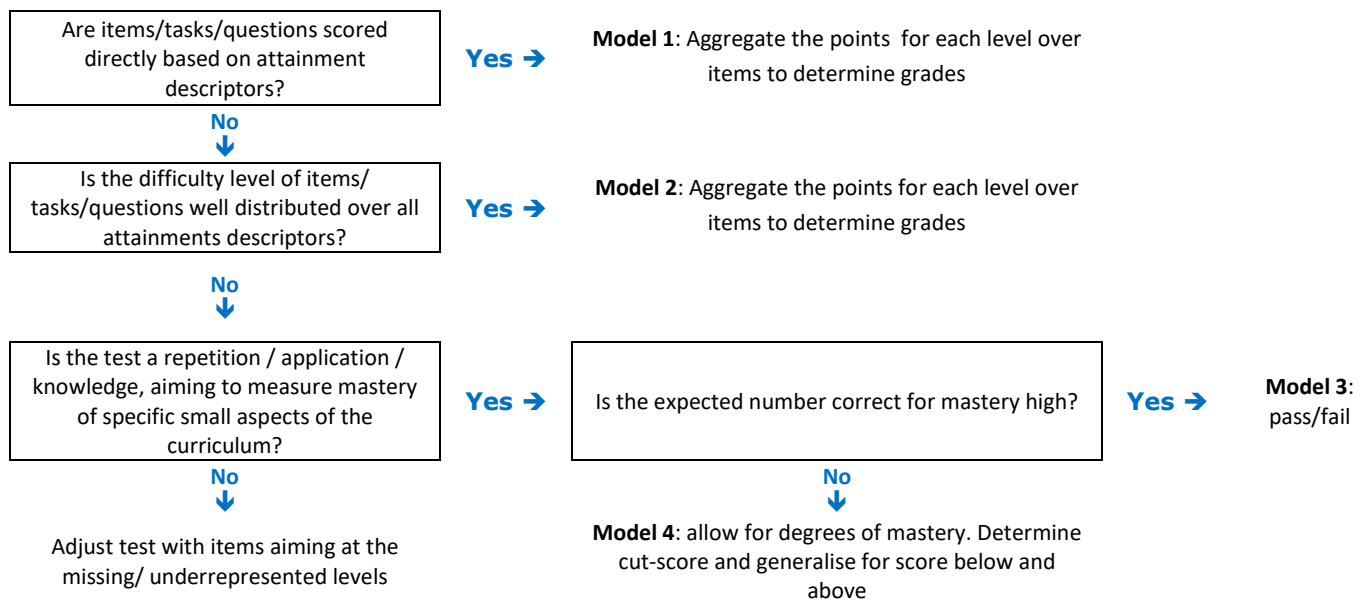 Are items/tasks/questions scored
directly based on attainment
descriptors?
Yes →
Model 1: Aggregate the points for each level over
items to determine grades
No
↓
Is the difficulty level of items/
tasks/questions well distributed over all
attainments descriptors?
Yes →
Model 2: Aggregate the points for each level over
items to determine grades
No
↓
Is the test a repetition / application /
knowledge, aiming to measure mastery
of specific small aspects of the
curriculum?
Yes →
Is the expected number correct for mastery high?
Yes →
Model 3:
pass/fail
No
↓
Adjust test with items aiming at the
missing/ underrepresented levels
No
↓
Model 4: allow for degrees of mastery. Determine
cut-score and generalise for score below and
above